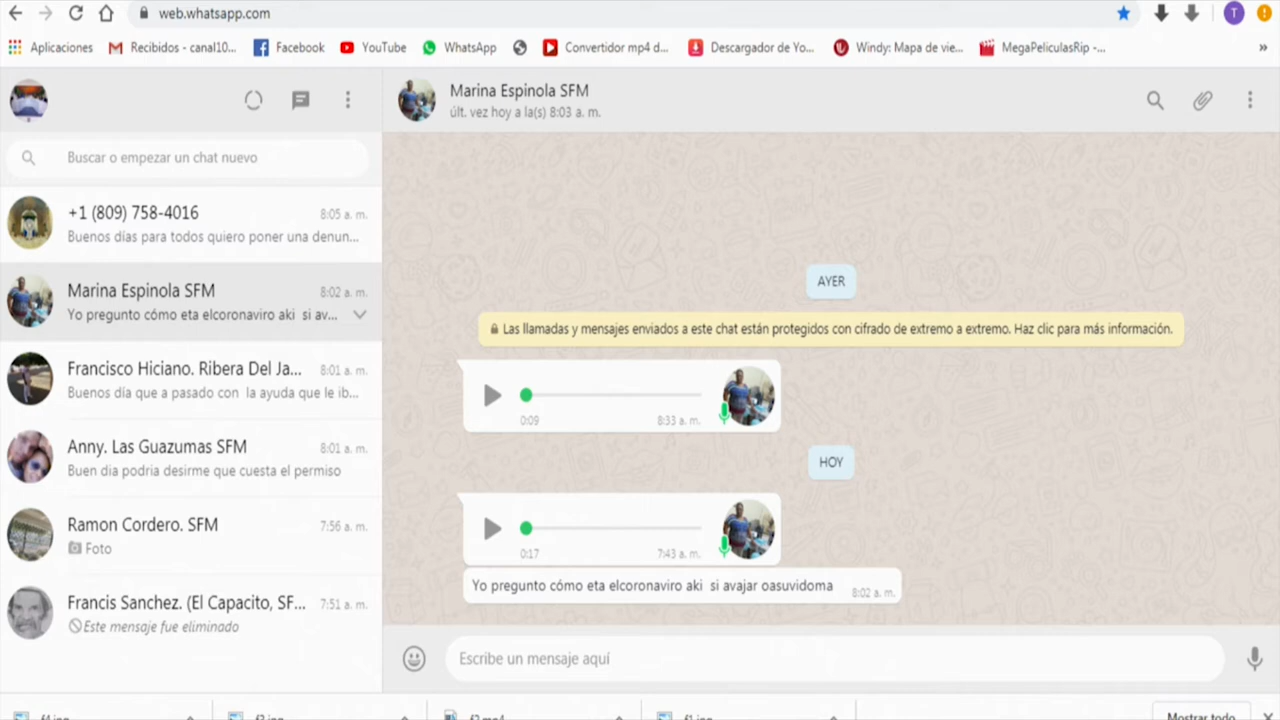 web.whatsapp.com
Aplicaciones
Recibidos - canal10...
Facebook
YouTube
WhatsApp
Convertidor mp4 d...
Descargador de Yo...
Windy: Mapa de vie...
MegaPeliculasRip -...
»
T
Marina Espinola SFM
últ. vez hoy a la(s) 8:03 a. m.
Buscar o empezar un chat nuevo
+1 (809) 758-4016
8:05 a. m.
Buenos días para todos quiero poner una denun...
Marina Espinola SFM
8:02 a. m.
Yo pregunto cómo eta elcoronaviro aki si av...
Francisco Hiciano. Ribera Del Ja...
8:01 a. m.
Buenos día que a pasado con la ayuda que le ib...
Anny. Las Guazumas SFM
8:01 a. m.
Buen dia podria desirme que cuesta el permiso
Ramon Cordero. SFM
7:56 a. m.
Foto
Francis Sanchez. (El Capacito, SF...
7:51 a. m.
Este mensaje fue eliminado
AYER
Las llamadas y mensajes enviados a este chat están protegidos con cifrado de extremo a extremo. Haz clic para más información.
0:09
8:33 a. m.
HOY
0:17
7:43 a. m.
Yo pregunto cómo eta elcoronaviro aki si avajar oasuvidoma
8:02 a. m.
Escribe un mensaje aquí
f4.jpg
f3.jpg
f2.mp4
f1.jpg
Mostrar todo